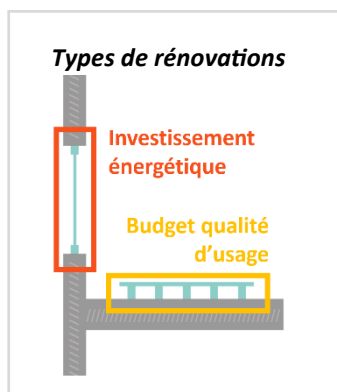 Types de rénovations
Investissement
énergétique
Budget qualité
d'usage